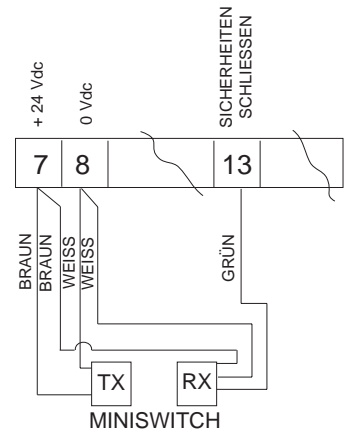 + 24 Vdc
0 Vdc
SICHERHEITEN
SCHLIESSEN
7
8
13
BRAUN
BRAUN
WEISS
WEISS
GRÜN
TX
RX
MINISWITCH